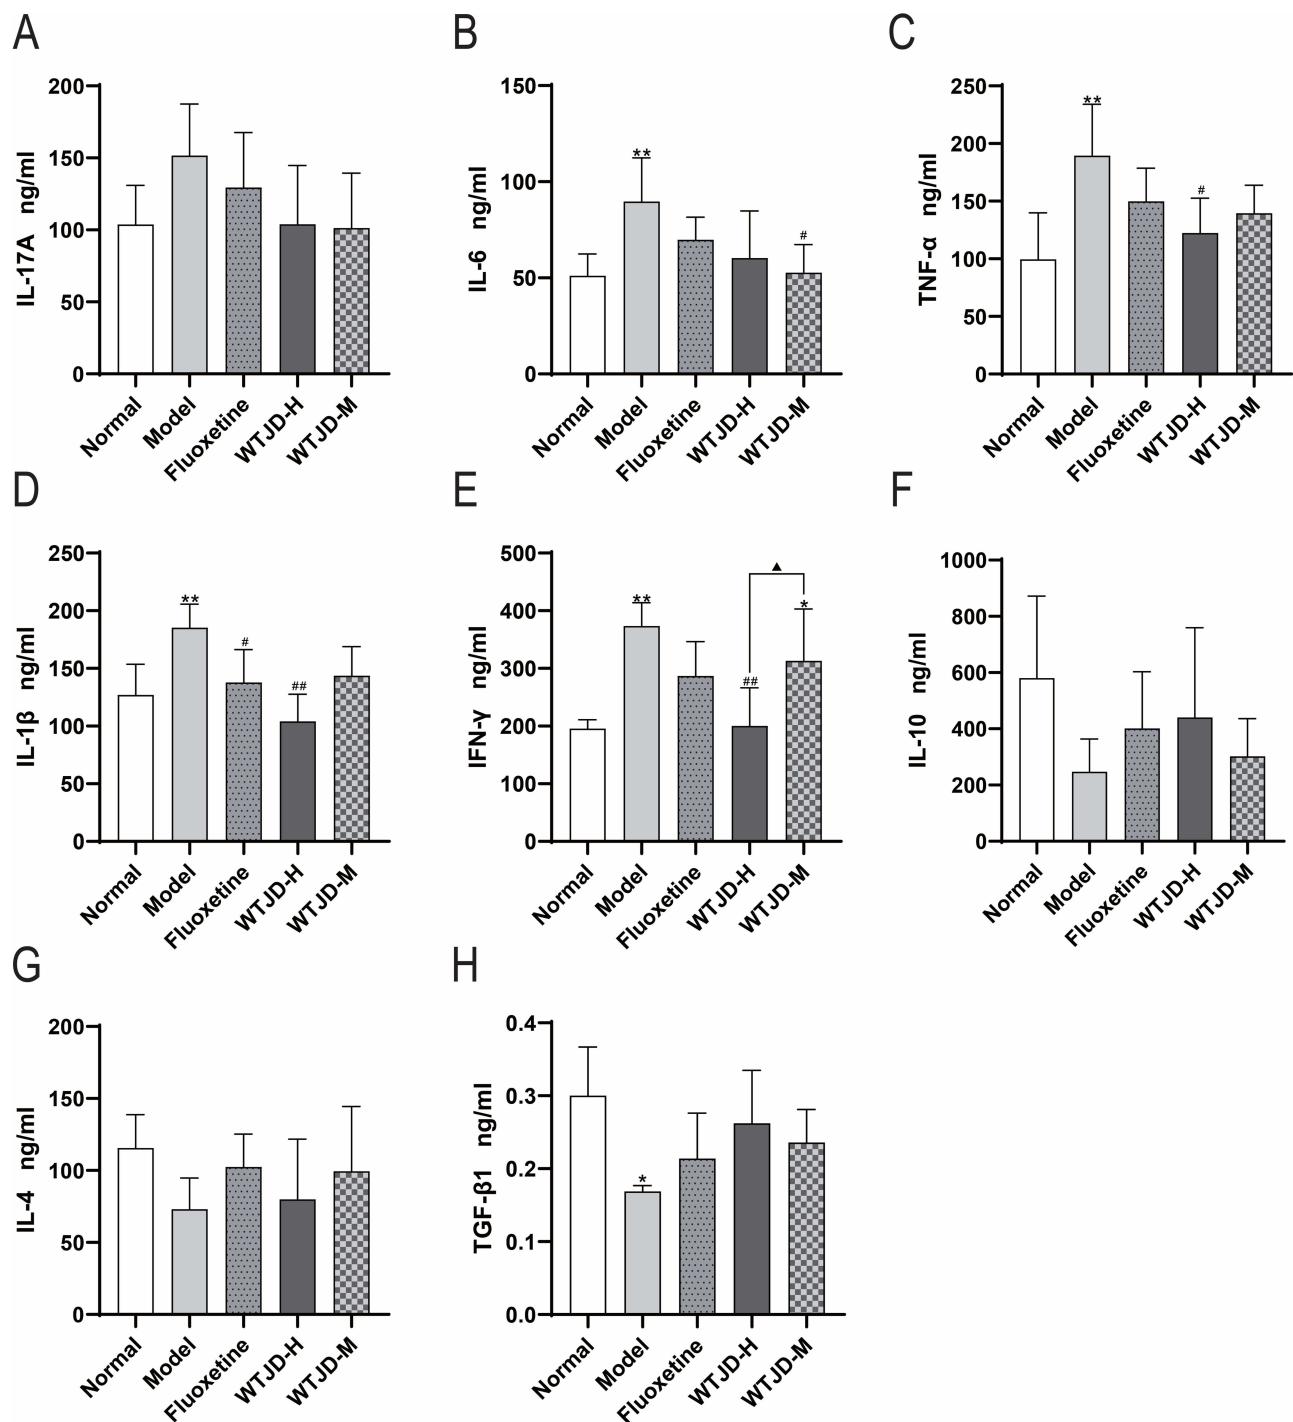 A
IL-17A ng/ml
200
150
100
50
0
Normal
Model
Fluoxetine
WTJD-H
WTJD-M
B
IL-6 ng/ml
150
100
50
0
**
#
Normal
Model
Fluoxetine
WTJD-H
WTJD-M
C
TNF-α ng/ml
250
200
150
100
50
0
**
#
Normal
Model
Fluoxetine
WTJD-H
WTJD-M
D
IL-1β ng/ml
250
200
150
100
50
0
**
#
##
Normal
Model
Fluoxetine
WTJD-H
WTJD-M
E
IFN-γ ng/ml
500
400
300
200
100
0
**
##
▲
*
Normal
Model
Fluoxetine
WTJD-H
WTJD-M
F
IL-10 ng/ml
1000
800
600
400
200
0
Normal
Model
Fluoxetine
WTJD-H
WTJD-M
G
IL-4 ng/ml
200
150
100
50
0
Normal
Model
Fluoxetine
WTJD-H
WTJD-M
H
TGF-β1 ng/ml
0.4
0.3
0.2
0.1
0.0
*
Normal
Model
Fluoxetine
WTJD-H
WTJD-M